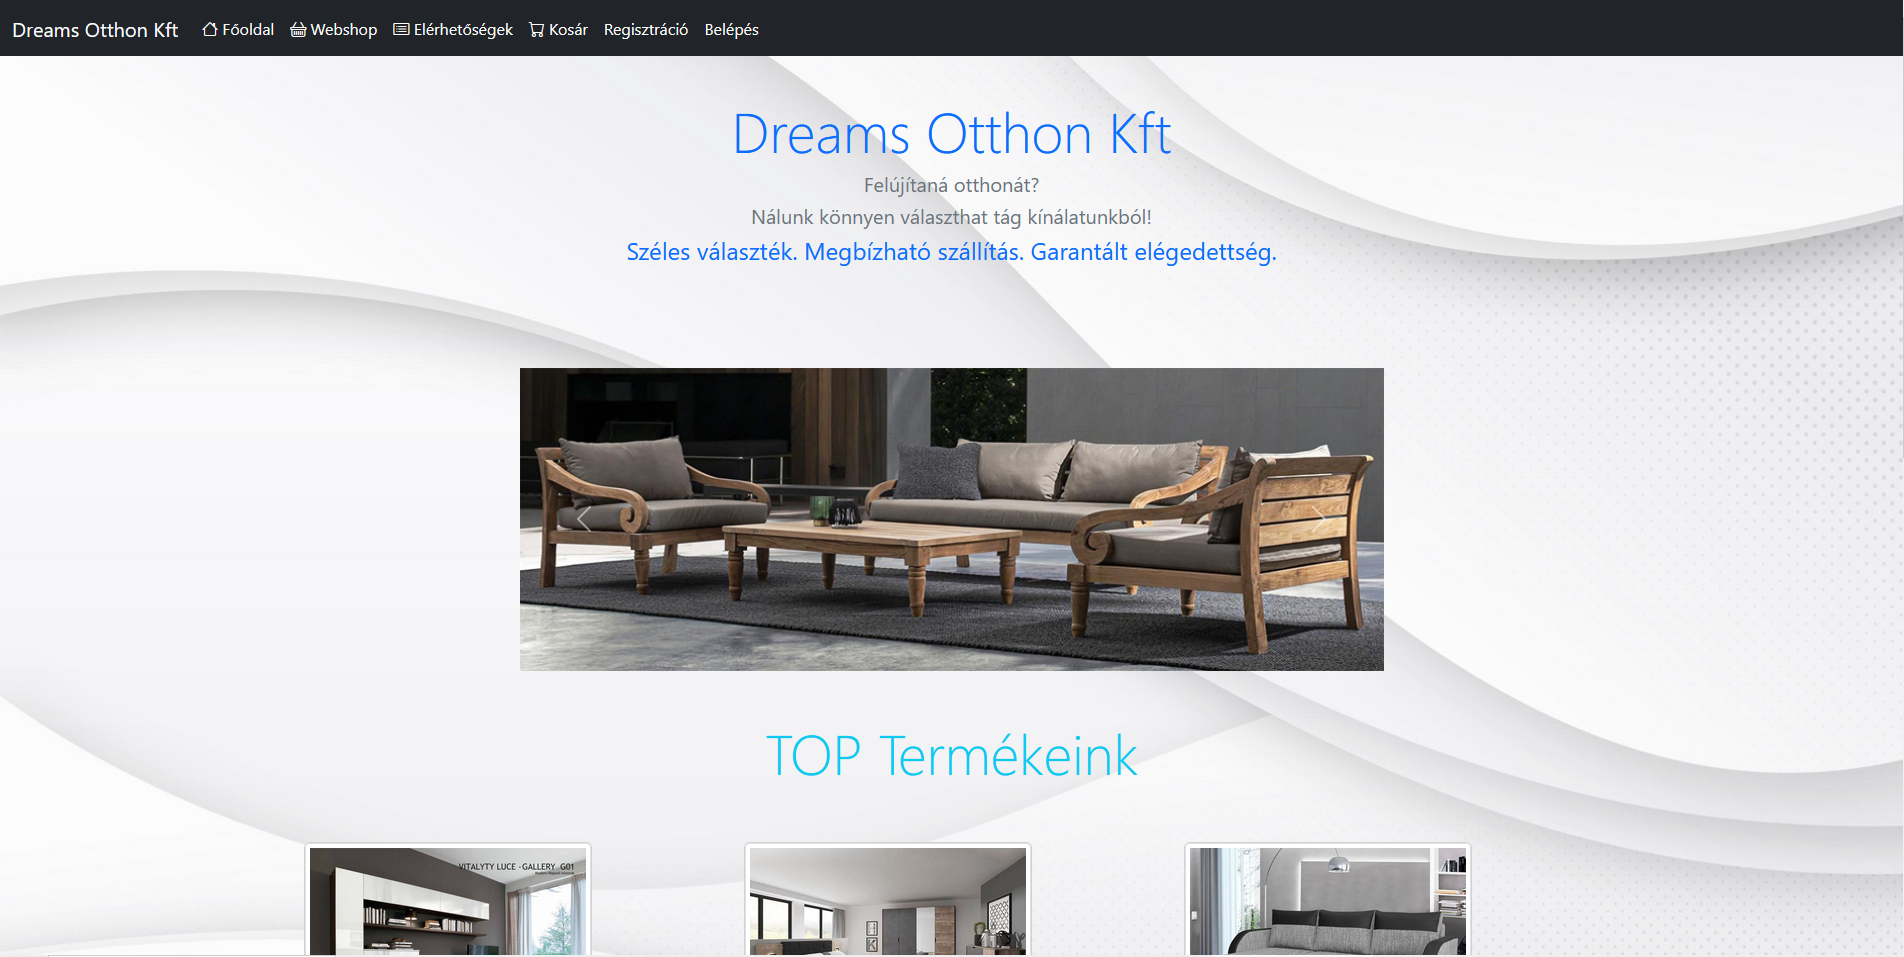 Dreams Otthon Kft Főoldal Webshop Elérhetőségek Kosár Regisztráció Belépés
Dreams Otthon Kft
Felújítaná otthonát?
Nálunk könnyen választhat tág kínálatunkból!
Széles választék. Megbízható szállítás. Garantált elégedettség.
TOP Termékeink
VITALYTY LUCE - GALLERY G01